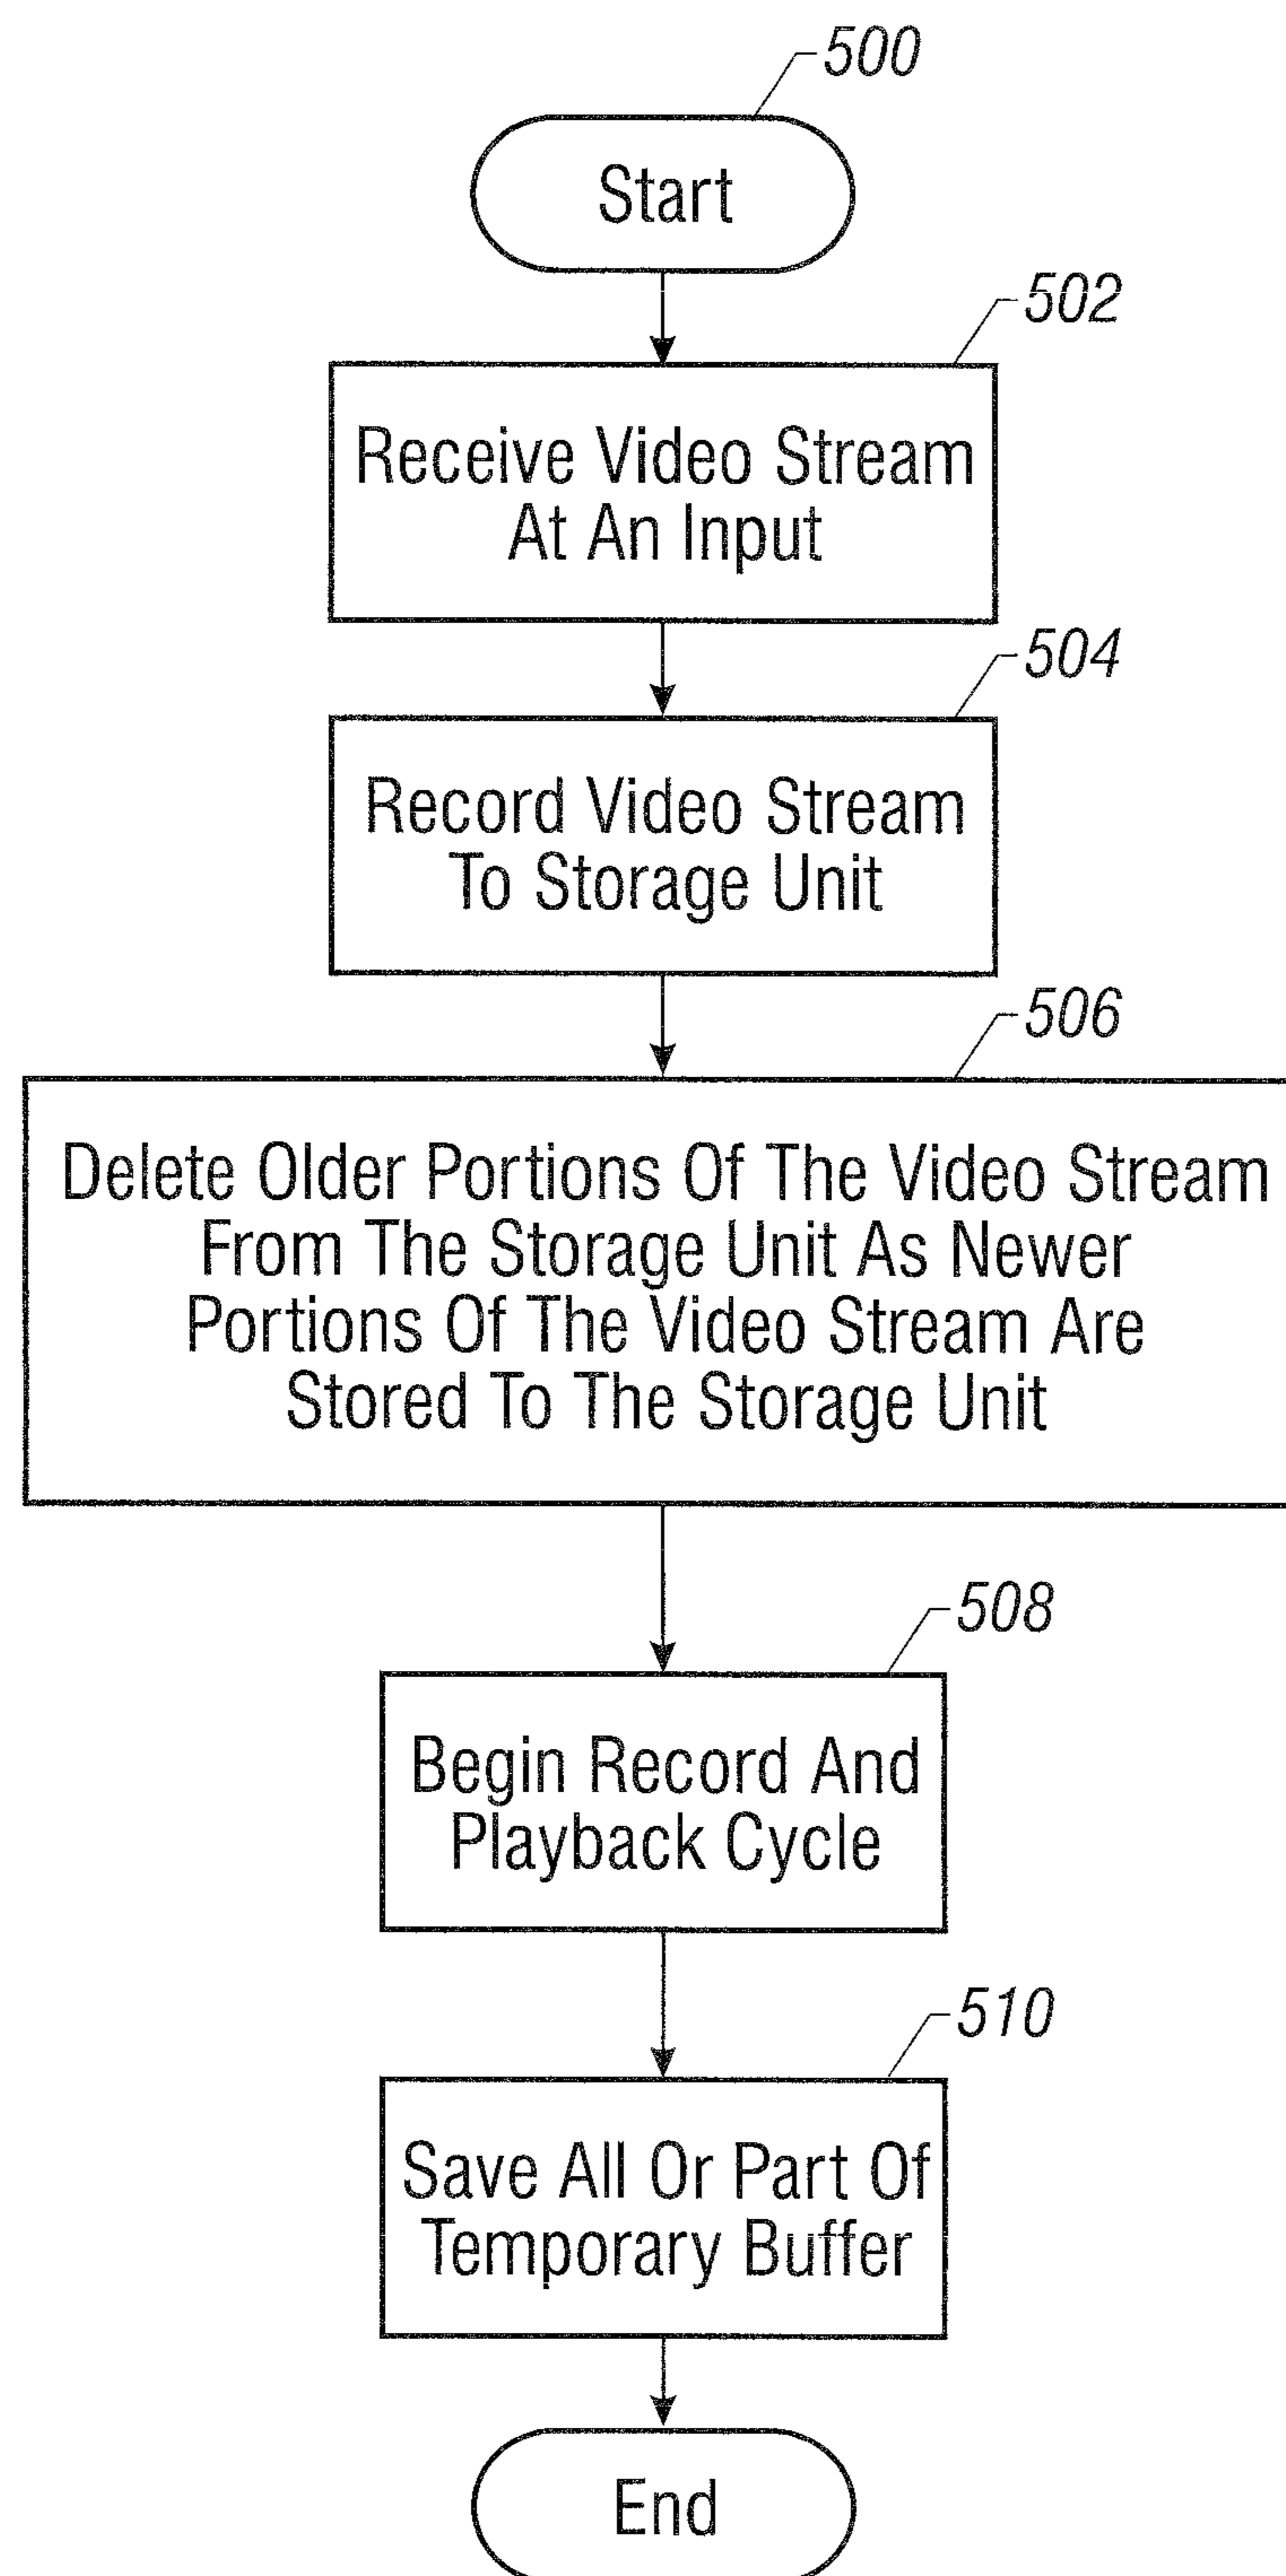 500
Start
502
Receive Video Stream
At An Input
504
Record Video Stream
To Storage Unit
506
Delete Older Portions Of The Video Stream
From The Storage Unit As Newer
Portions Of The Video Stream Are
Stored To The Storage Unit
508
Begin Record And
Playback Cycle
510
Save All Or Part Of
Temporary Buffer
End